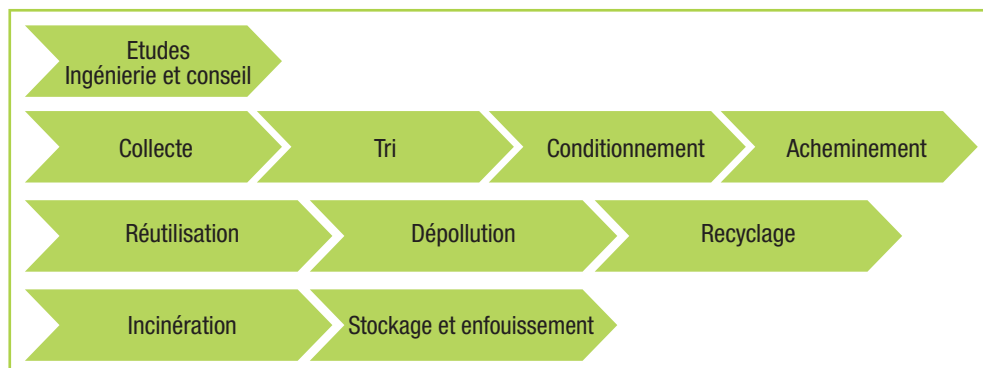 Etudes
Ingénierie et conseil
Collecte
Tri
Conditionnement
Acheminement
Réutilisation
Dépollution
Recyclage
Incinération
Stockage et enfouissement